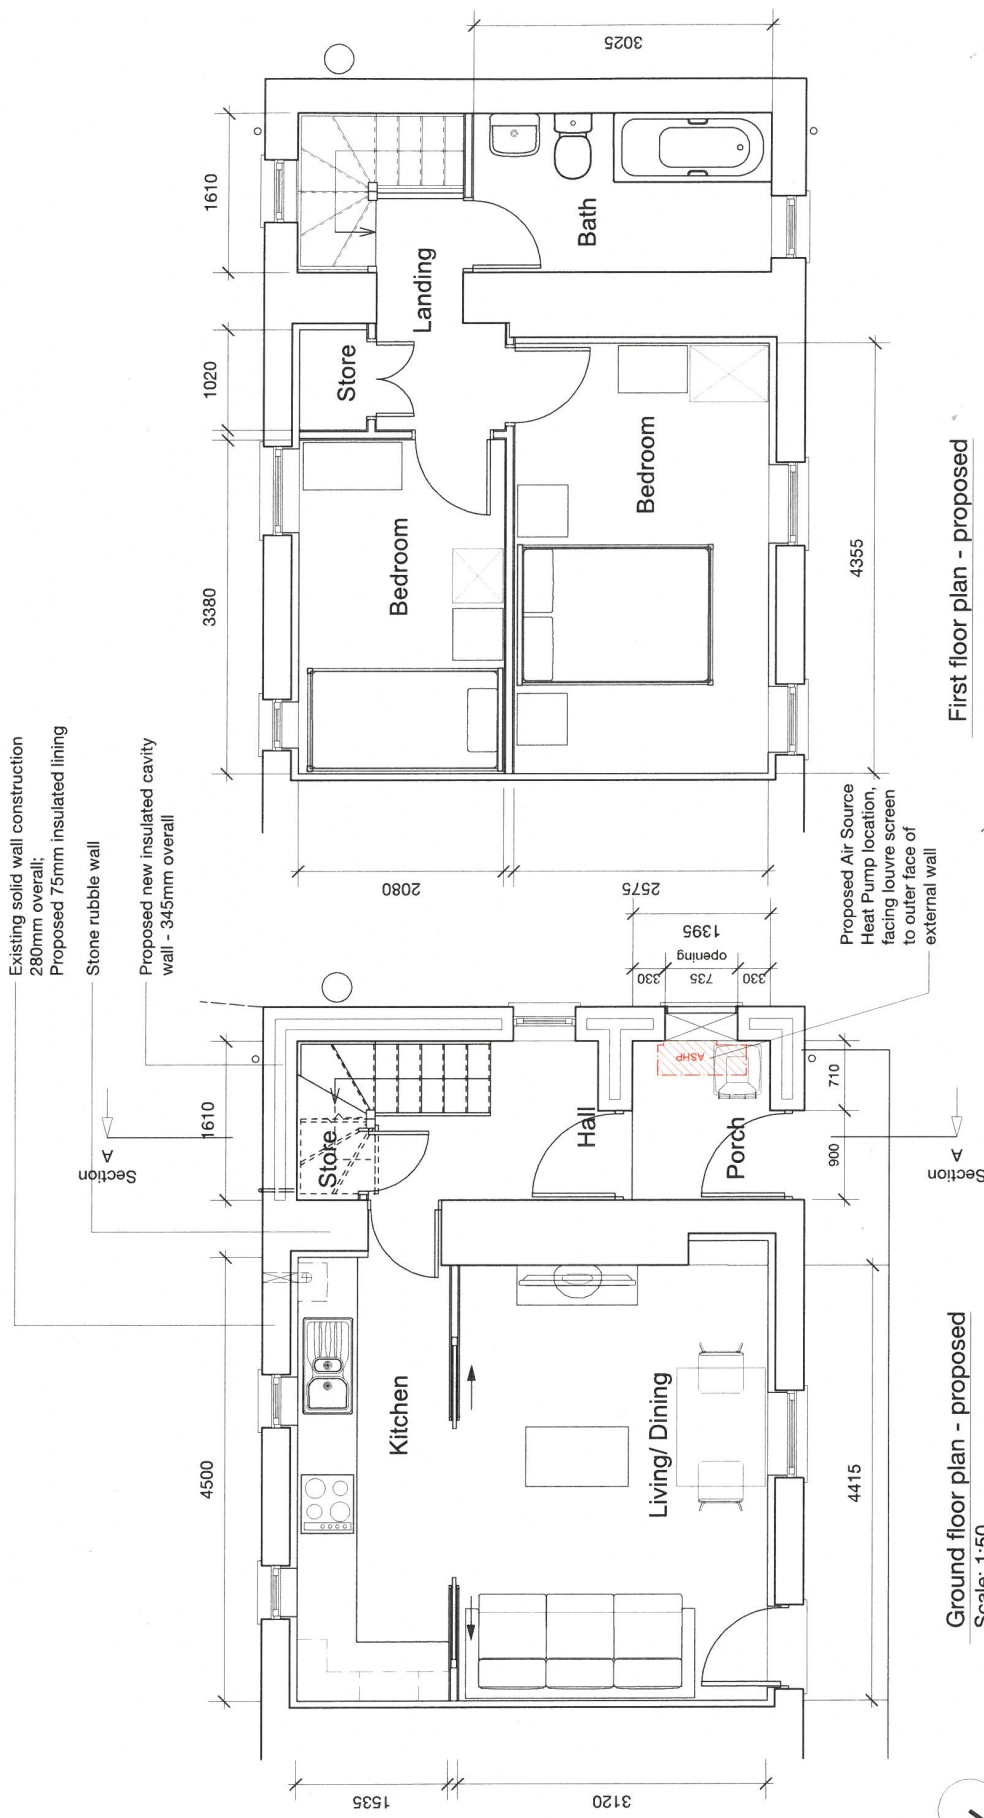 Existing solid wall construction
280mm overall;
Proposed 75mm insulated lining
Stone rubble wall
Proposed new insulated cavity
wall - 345mm overall
3025
1610
1020
3380
Store
Landing
Bath
Bedroom
Bedroom
4355
2080
2575
First floor plan - proposed
Proposed Air Source
Heat Pump location,
facing louvre screen
to outer face of
external wall
1395
opening
330
735
330
ASHP
710
900
Section
A
Section
A
1610
4500
Store
Hall
Porch
Kitchen
Living/ Dining
4415
1535
3120
Ground floor plan - proposed
Scale: 1:50